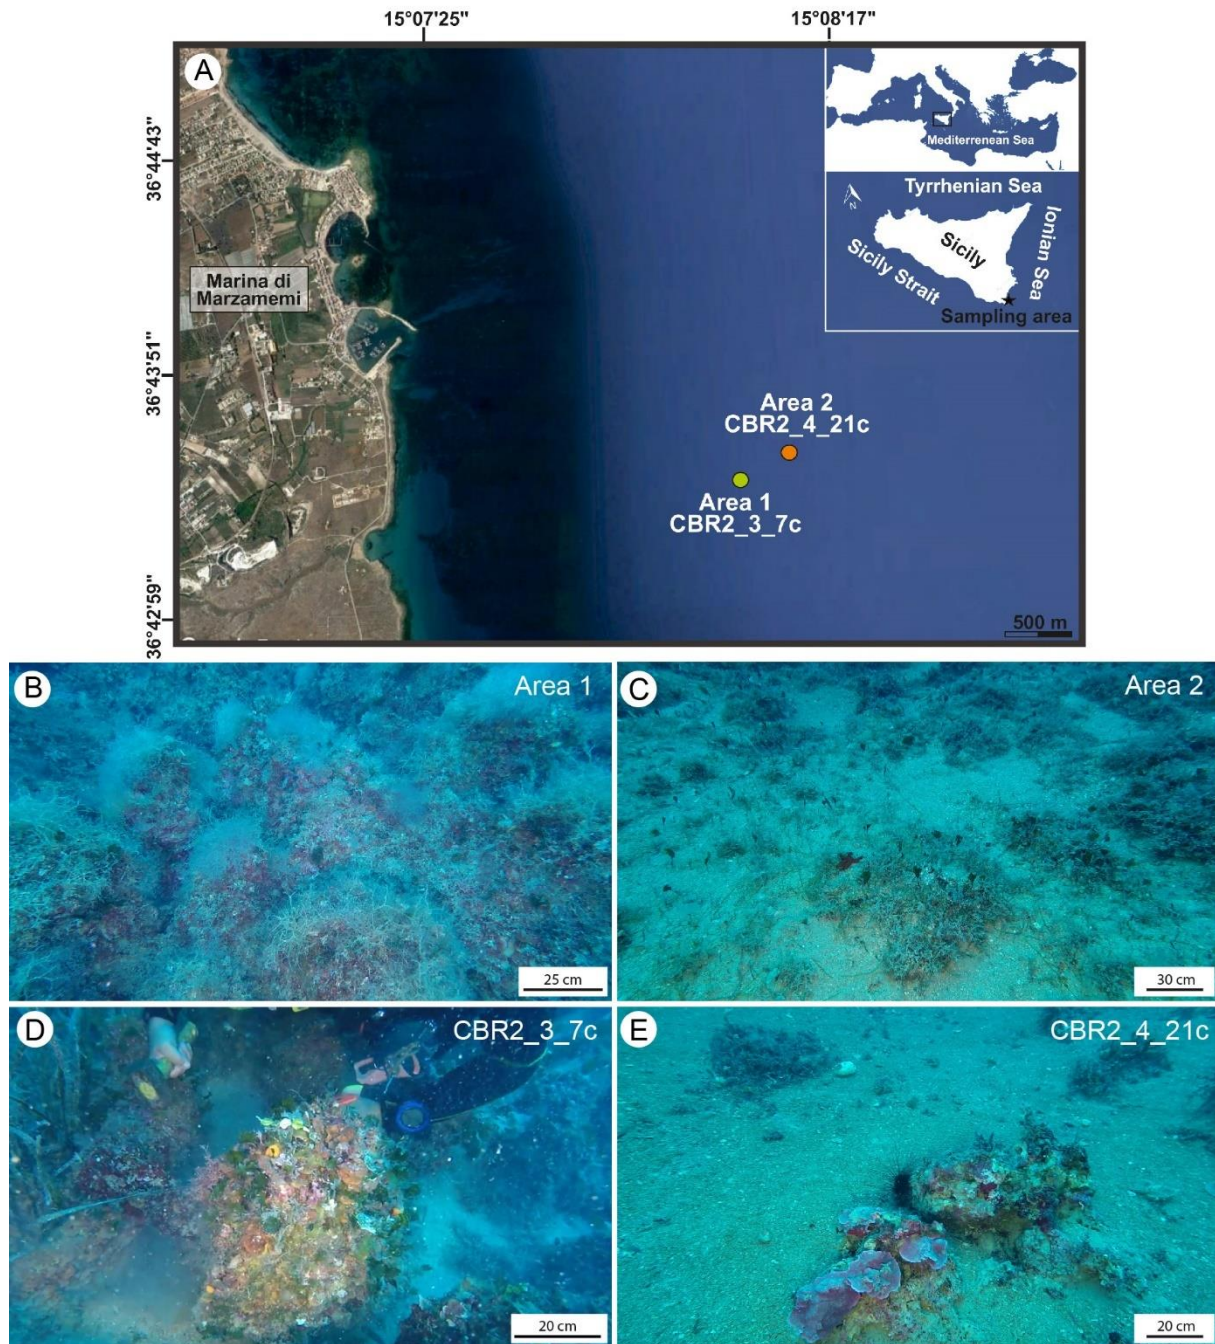 15°07'25"
15°08'17"
A
36°44'43"
36°43'51"
36°42'59"
Mediterranean Sea
N
Tyrrhenian Sea
Ionian Sea
Sicily
Sicily Strait
Sampling area
Marina di
Marzamemi
Area 2
CBR2_4_21c
Area 1
CBR2_3_7c
500 m
B
Area 1
25 cm
C
Area 2
30 cm
D
CBR2_3_7c
20 cm
E
CBR2_4_21c
20 cm